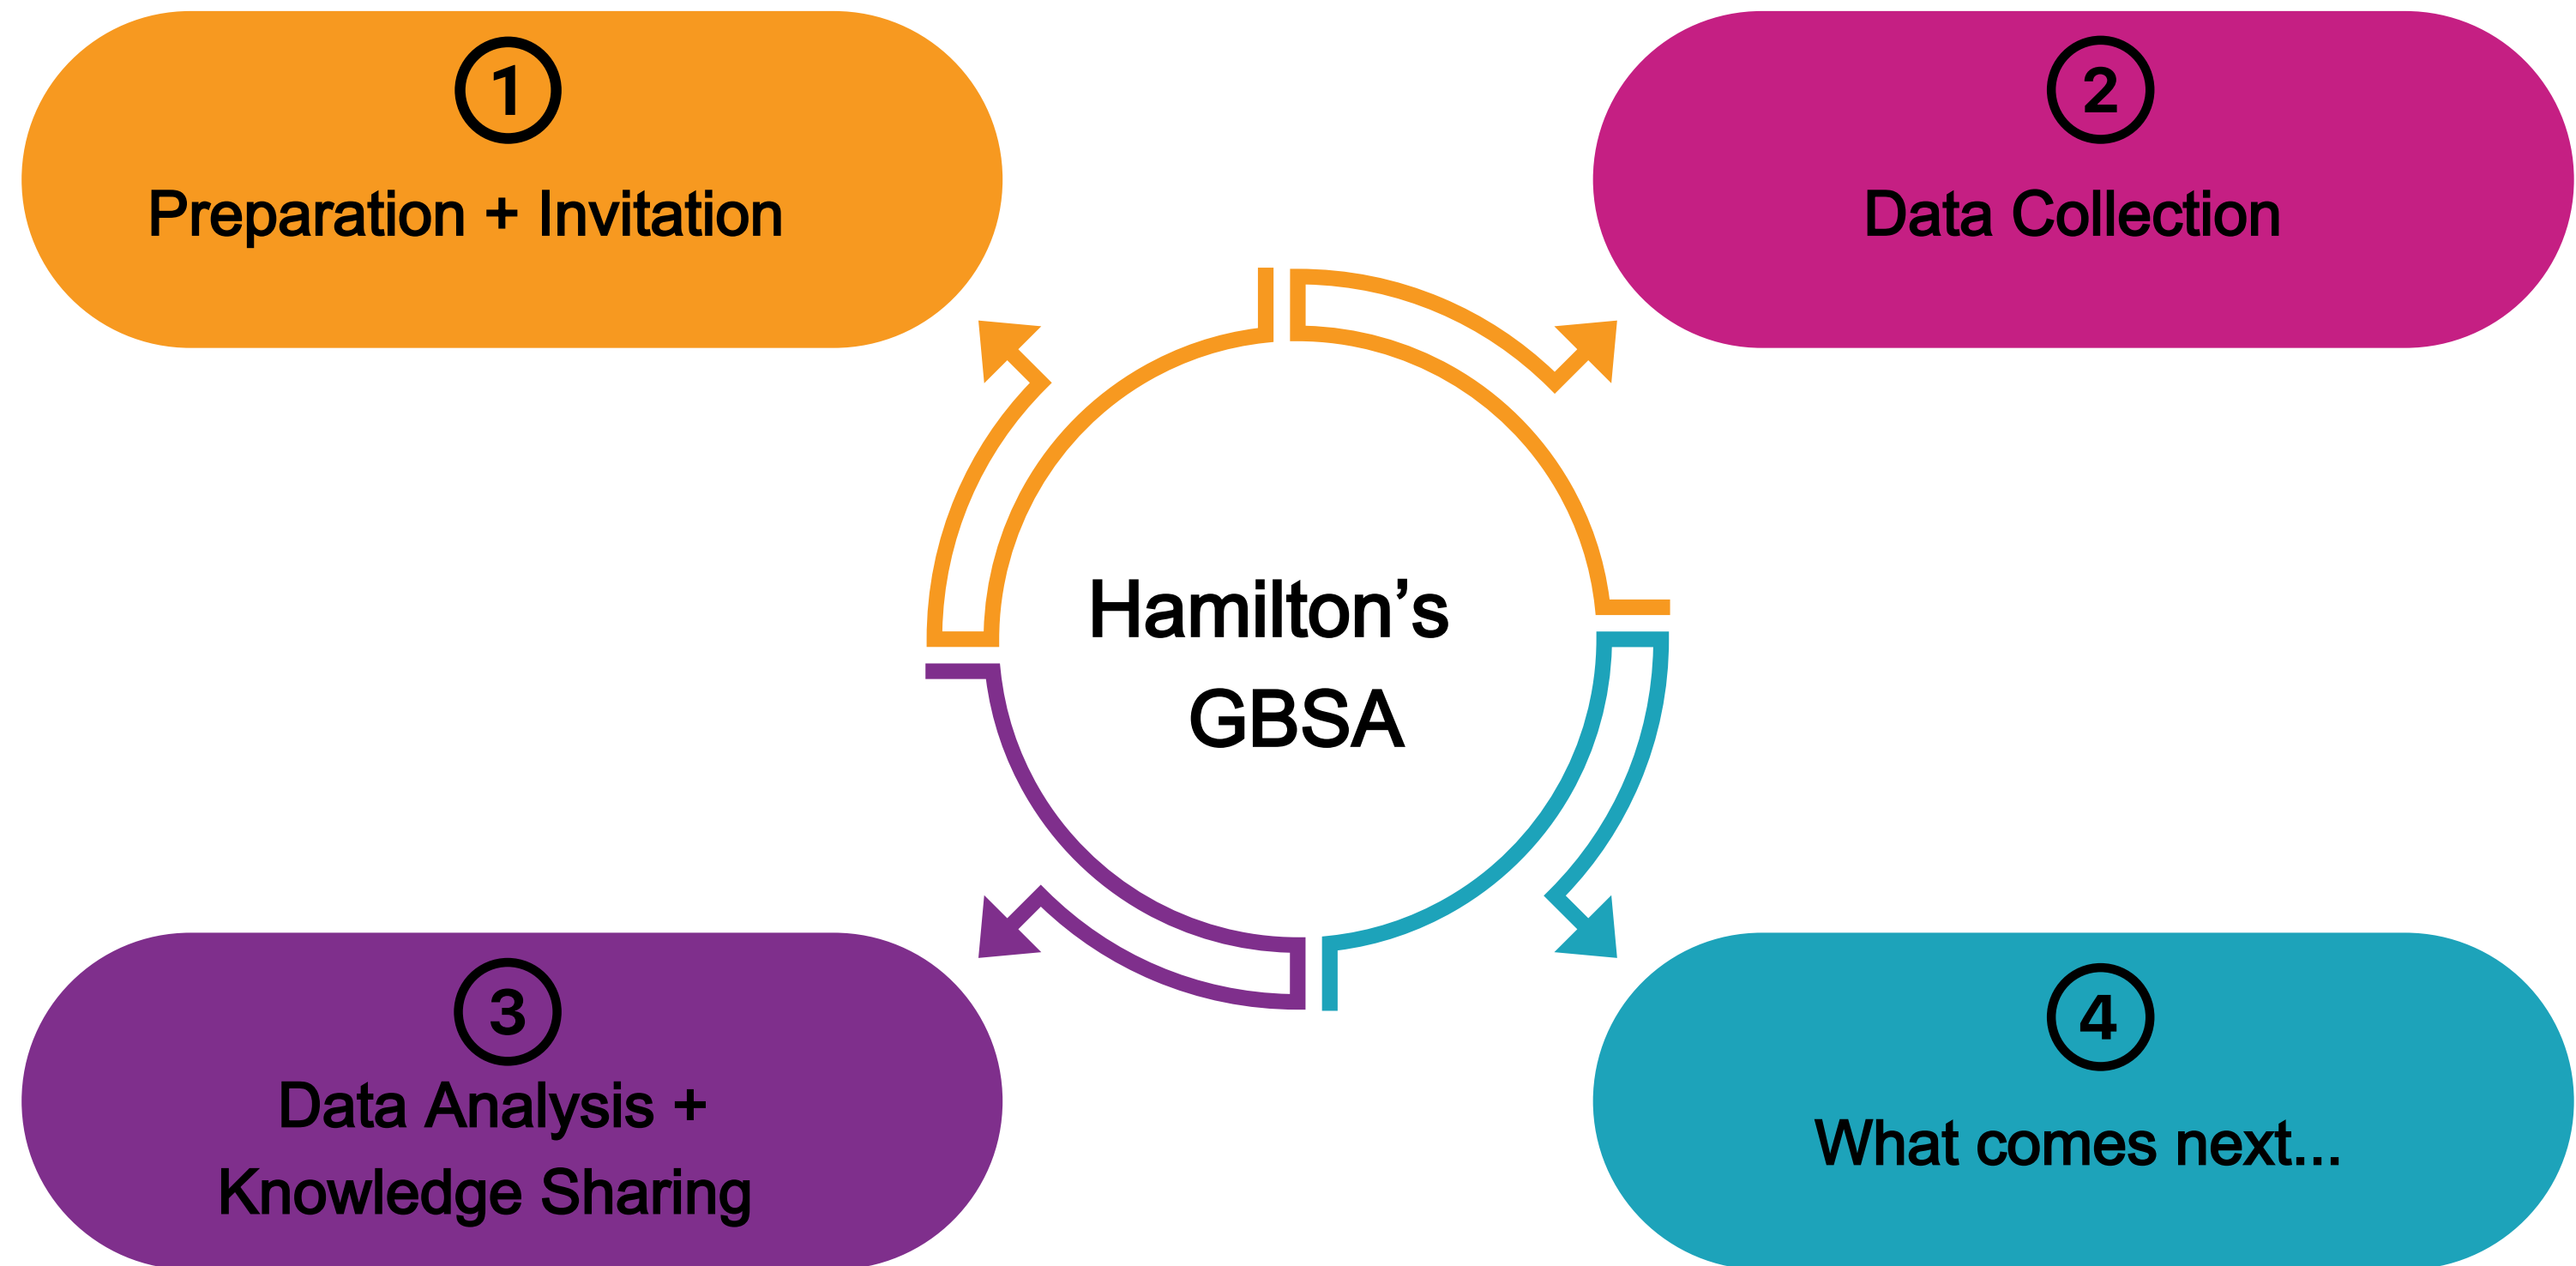 1
Preparation + Invitation
2
Data Collection
Hamilton’s
GBSA
3
Data Analysis +
Knowledge Sharing
4
What comes next...